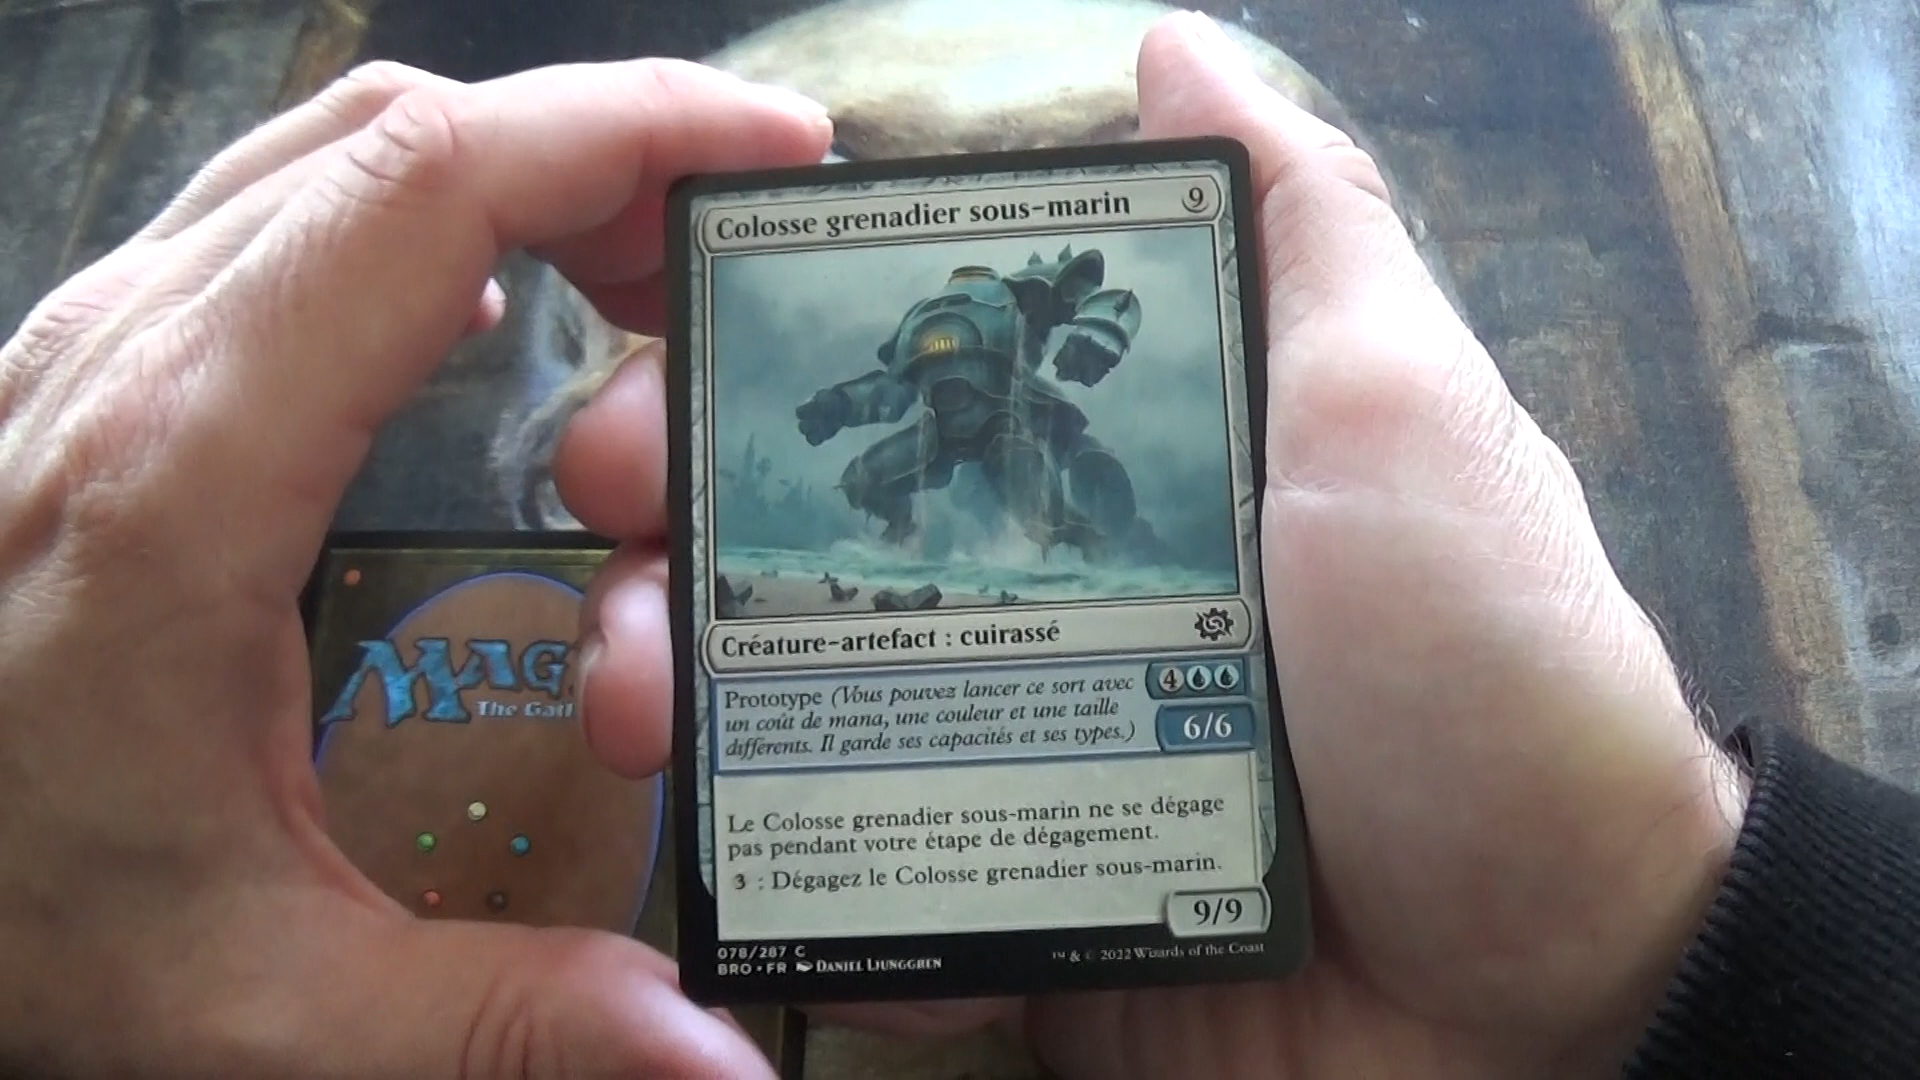 Colosse grenadier sous-marin 9
Créature-artefact : cuirassé
Prototype (Vous pouvez lancer ce sort avec 4
un coût de mana, une couleur et une taille
différents. Il garde ses capacités et ses types.) 6/6
Le Colosse grenadier sous-marin ne se dégage
pas pendant votre étape de dégagement.
3 : Dégagez le Colosse grenadier sous-marin.
9/9
078/287 C
BRO • FR DANIEL LJUNGGREN
™ & © 2022 Wizards of the Coast
MAG
The Gat